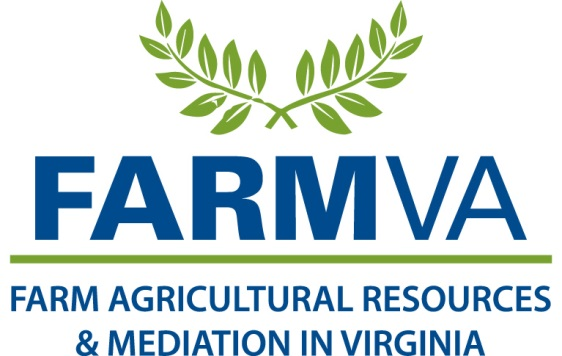 FARMVA
FARM AGRICULTURAL RESOURCES
& MEDIATION IN VIRGINIA